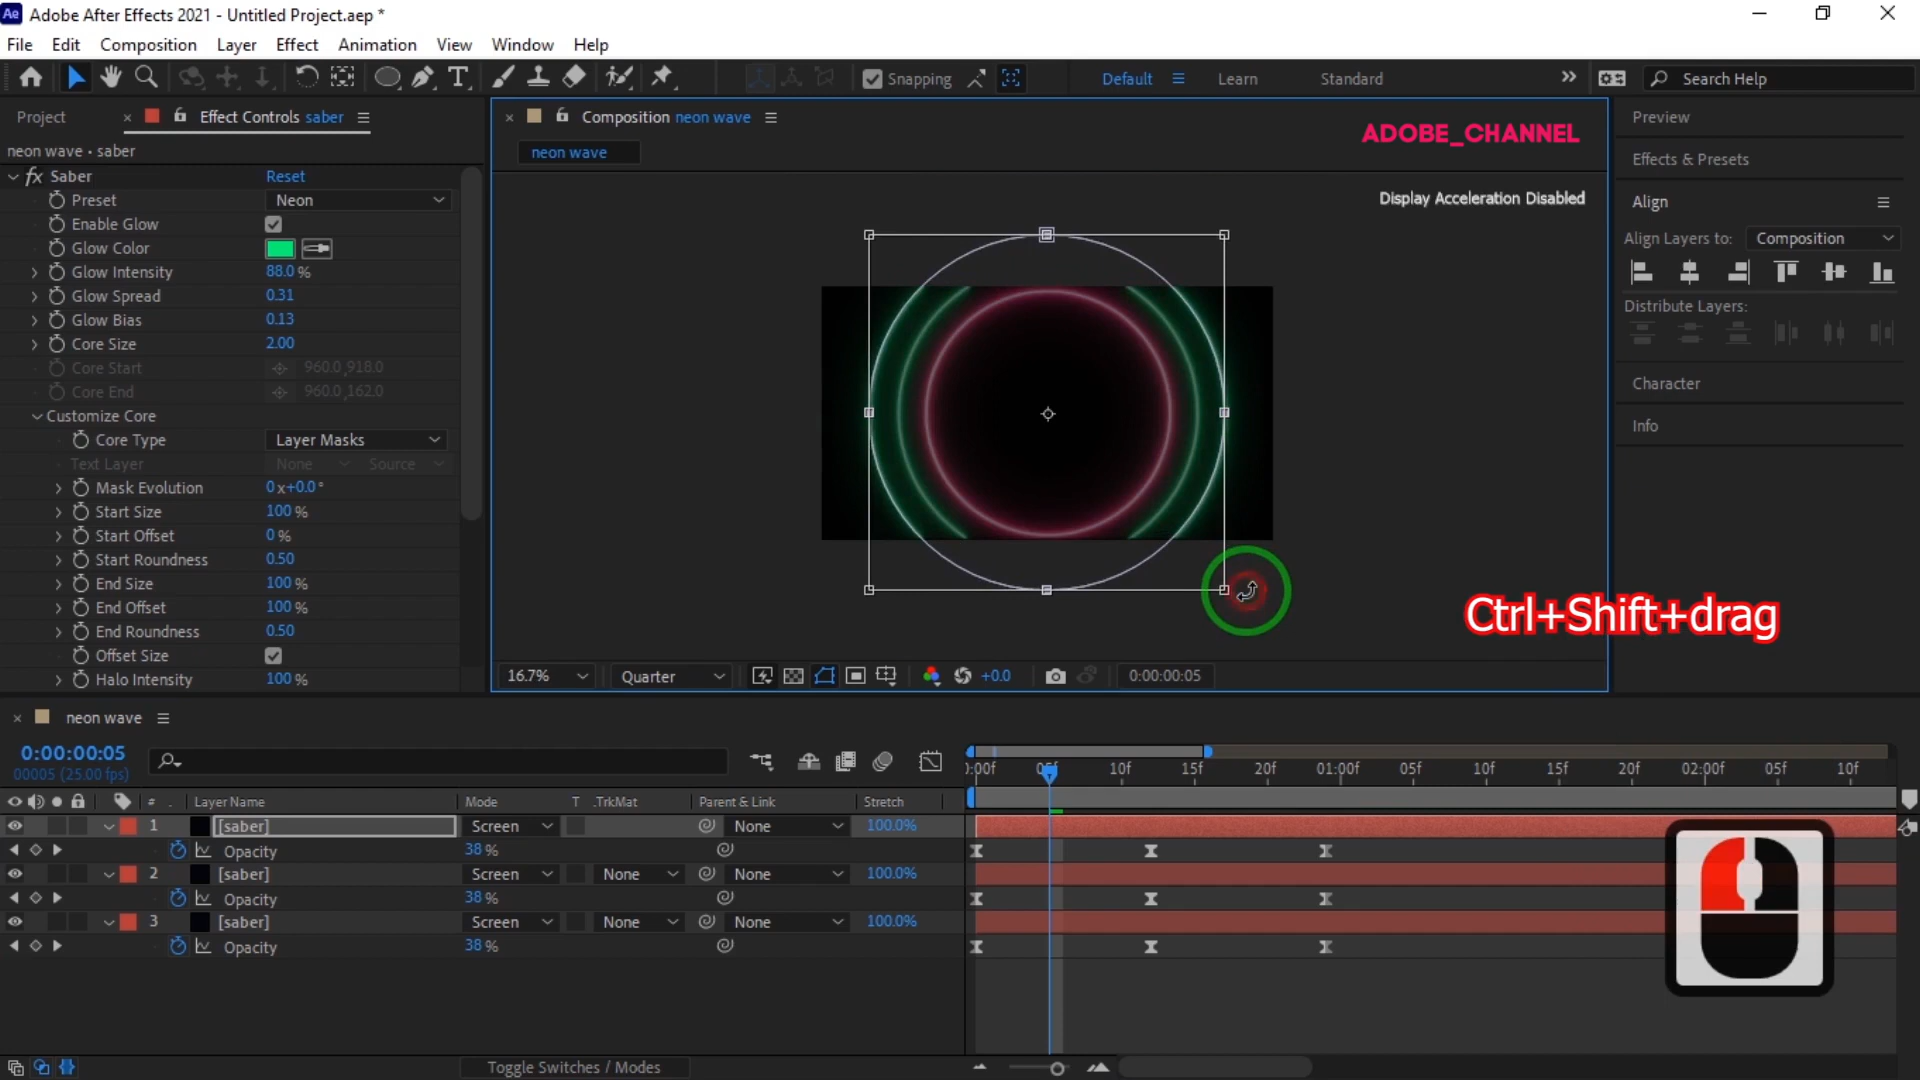 Ae Adobe After Effects 2021 - Untitled Project.aep *
File Edit Composition Layer Effect Animation View Window Help
Snapping Default Learn Standard Search Help
Project Effect Controls saber
neon wave • saber
fx Saber Reset
Preset Neon
Enable Glow
Glow Color
Glow Intensity 88.0 %
Glow Spread 0.31
Glow Bias 0.13
Core Size 2.00
Core Start 960.0,918.0
Core End 960.0,162.0
Customize Core
Core Type Layer Masks
Text Layer None Source
Mask Evolution 0x+0.0°
Start Size 100 %
Start Offset 0 %
Start Roundness 0.50
End Size 100 %
End Offset 100 %
End Roundness 0.50
Offset Size
Halo Intensity 100 %
Composition neon wave
neon wave
ADOBE_CHANNEL
Display Acceleration Disabled
Ctrl+Shift+drag
16.7% Quarter +0.0 0:00:00:05
Preview
Effects & Presets
Align
Align Layers to: Composition
Distribute Layers:
Character
Info
neon wave
0:00:00:05
00005 (25.00 fps)
:00f 05f 10f 15f 20f 01:00f 05f 10f 15f 20f 02:00f 05f 10f
# Layer Name Mode T .TrkMat Parent & Link Stretch
1 [saber] Screen None 100.0%
Opacity 38 %
2 [saber] Screen None None 100.0%
Opacity 38 %
3 [saber] Screen None None 100.0%
Opacity 38 %
Toggle Switches / Modes